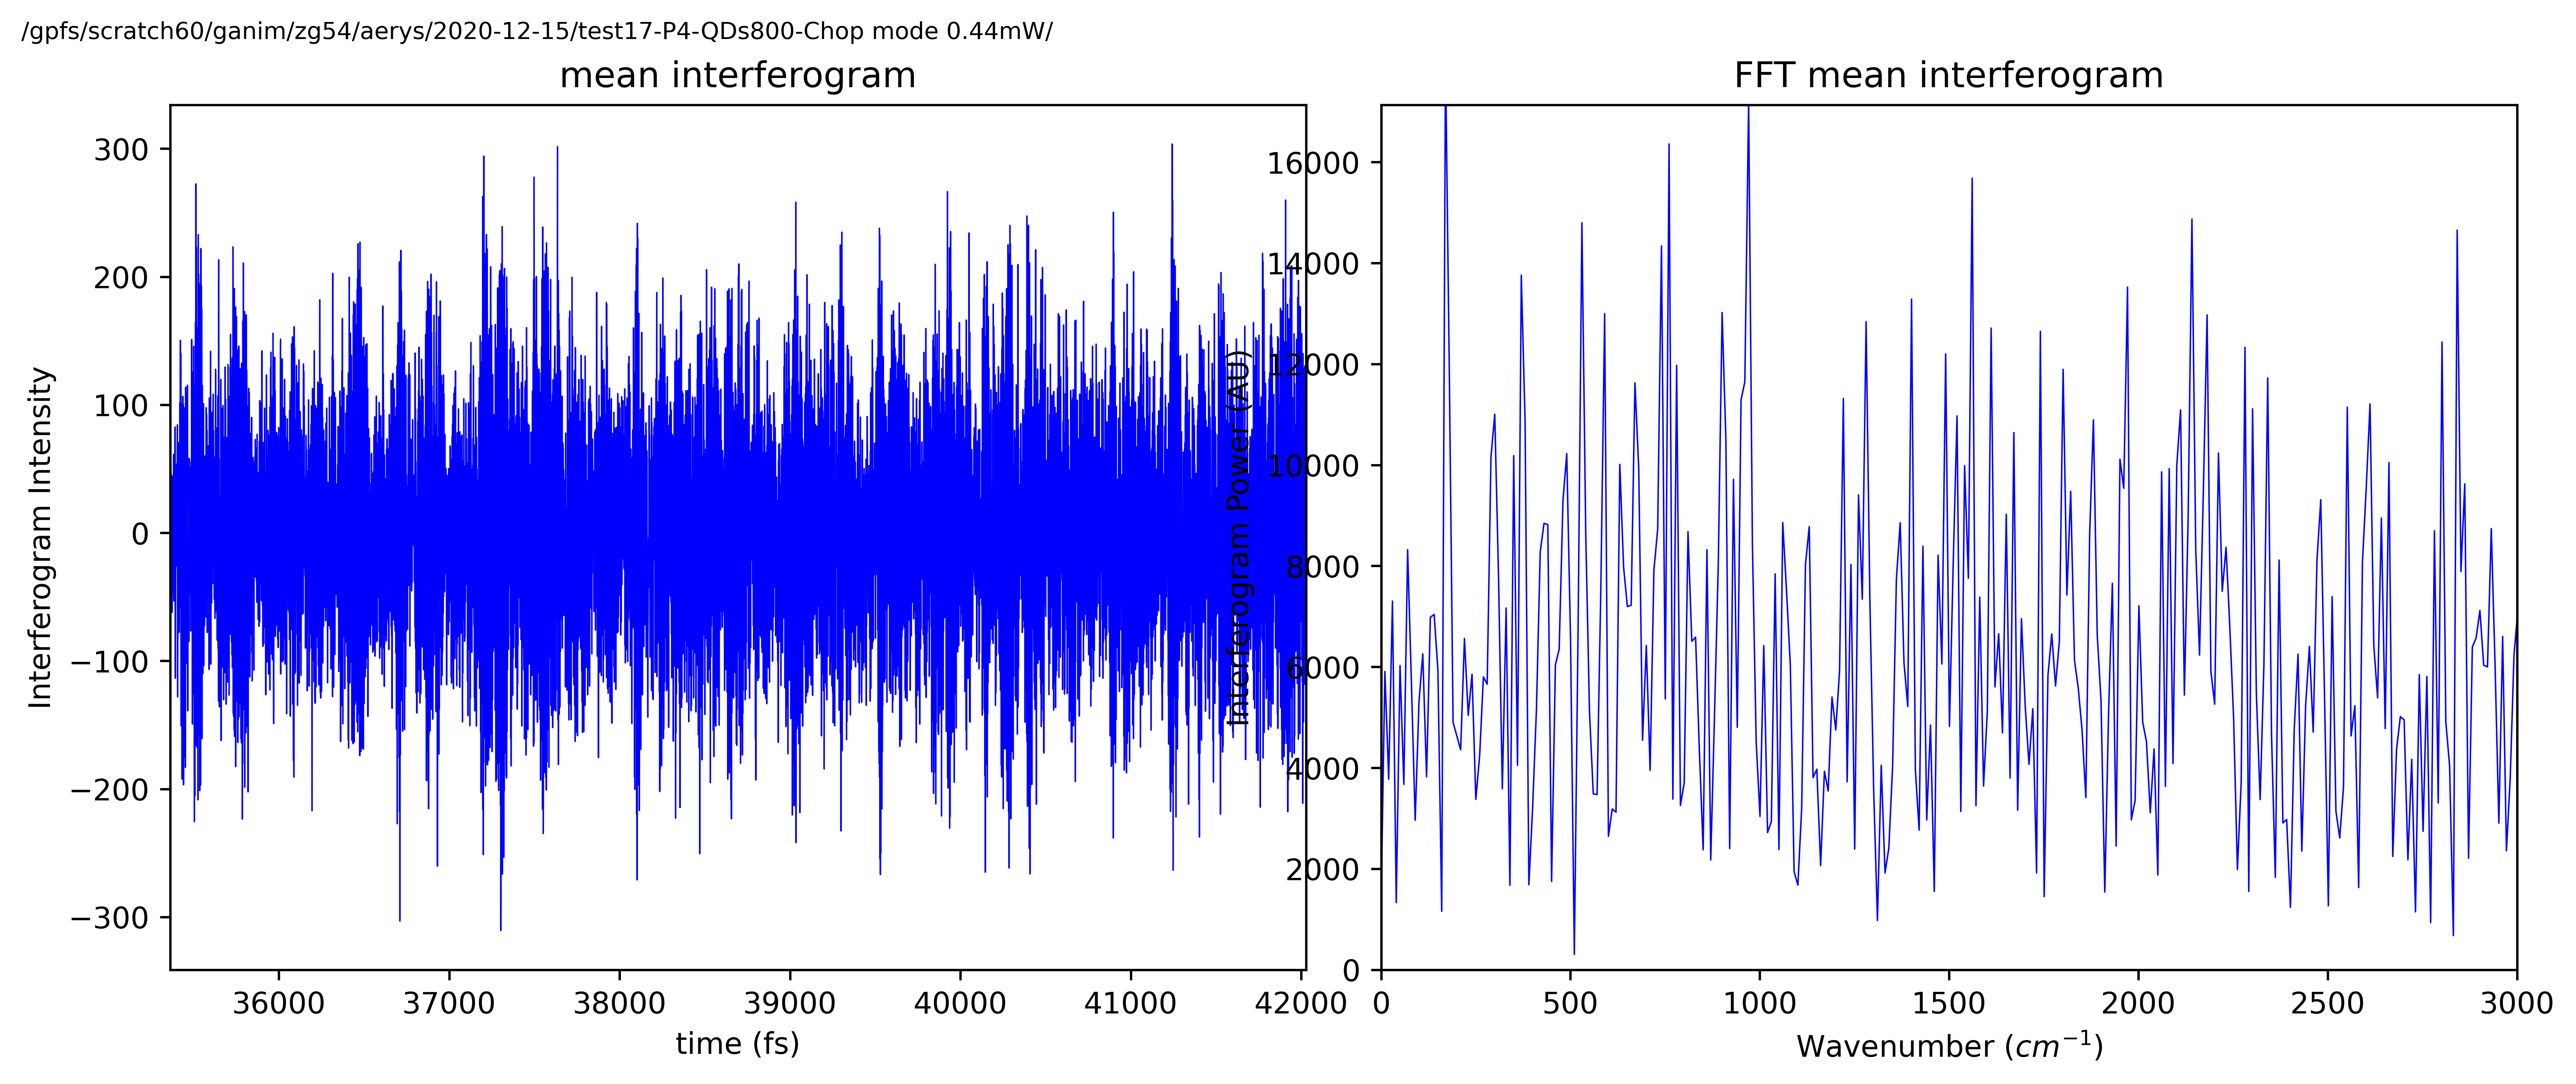 /gpfs/scratch60/ganim/zg54/aerys/2020-12-15/test17-P4-QDs800-Chop mode 0.44mW/
mean interferogram
Interferogram Intensity
300
200
100
0
−100
−200
−300
36000 37000 38000 39000 40000 41000 42000
time (fs)
FFT mean interferogram
Interferogram Power (AU)
16000
14000
12000
10000
8000
6000
4000
2000
0
0 500 1000 1500 2000 2500 3000
Wavenumber (cm⁻¹)